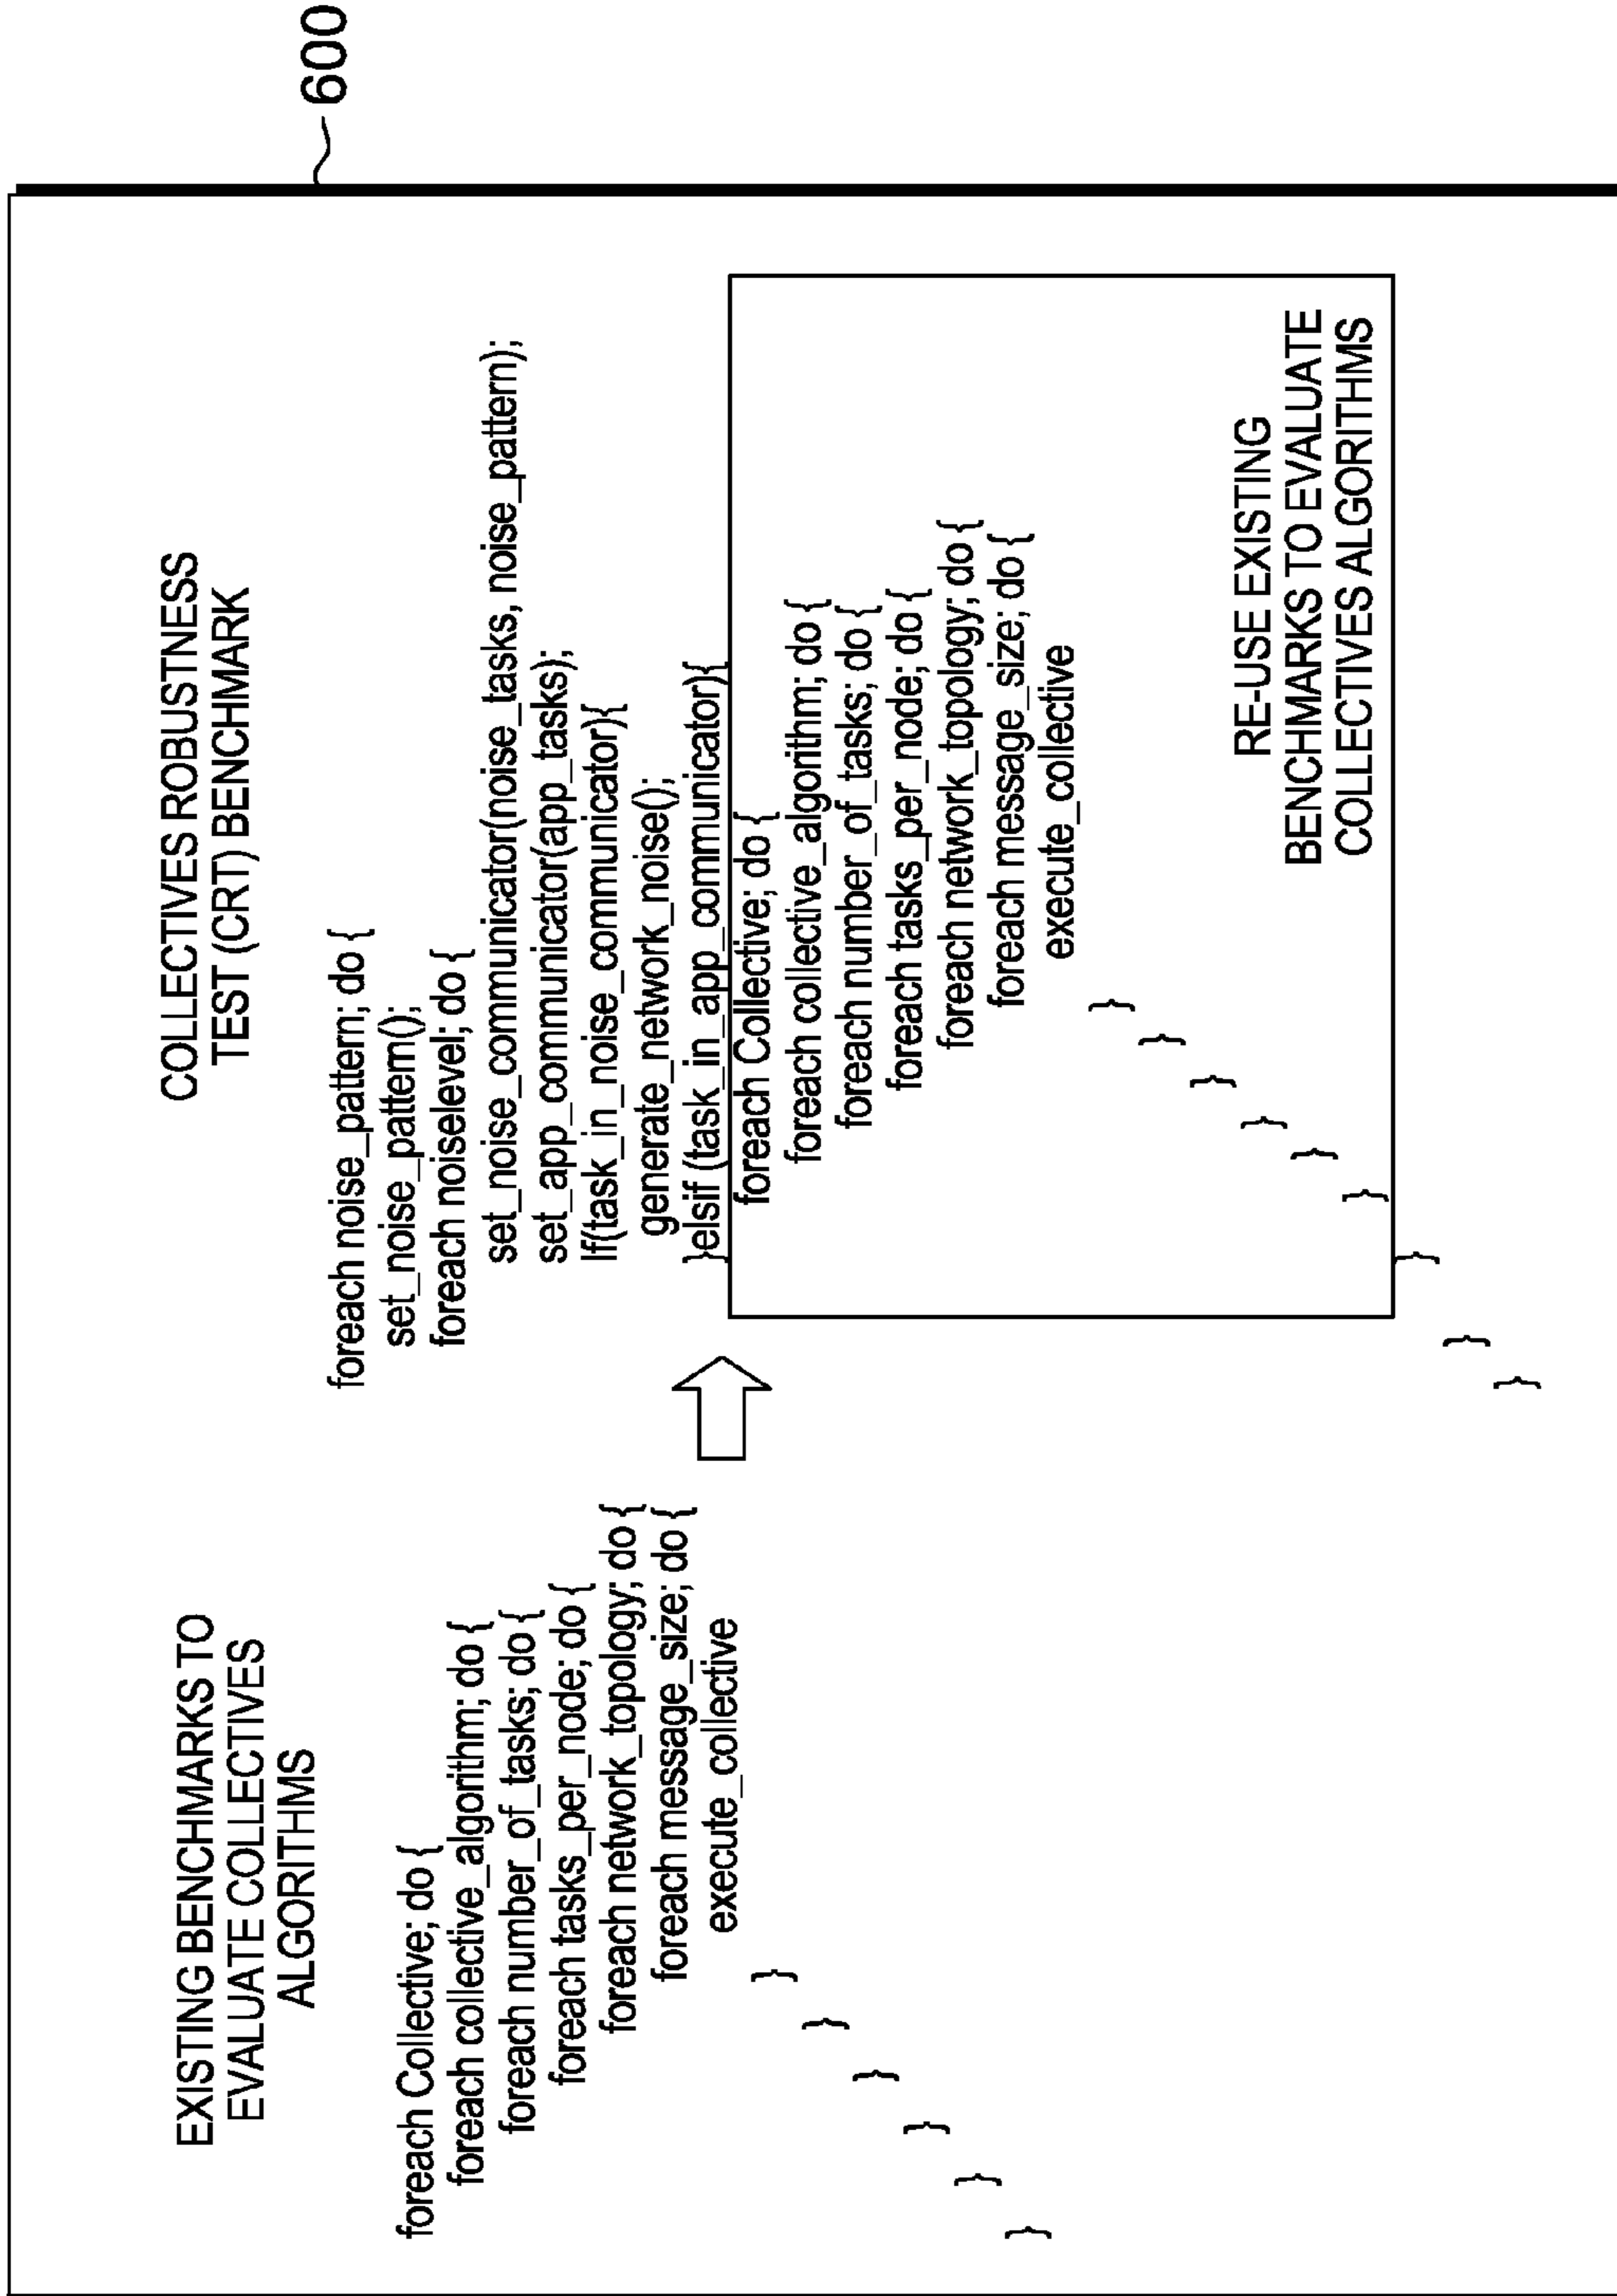 600
EXISTING BENCHMARKS TO
EVALUATE COLLECTIVES
ALGORITHMS
foreach Collective; do {
foreach collective_algorithm; do {
foreach number_of_tasks; do {
foreach tasks_per_node; do {
foreach network_topology; do {
foreach message_size; do {
execute_collective
}
}
}
}
}
}
COLLECTIVES ROBUSTNESS
TEST (CRT) BENCHMARK
foreach noise_pattern; do {
set_noise_pattern();
foreach noiselevel; do {
set_noise_communicator(noise_tasks, noise_pattern);
set_app_communicator(app_tasks);
If(task_in_noise_communicator){
generate_network_noise();
}elsif (task_in_app_communicator){
foreach Collective; do {
foreach collective_algorithm; do {
foreach number_of_tasks; do {
foreach tasks_per_node; do {
foreach network_topology; do {
foreach message_size; do {
execute_collective
}
}
}
}
}
}
RE-USE EXISTING
BENCHMARKS TO EVALUATE
COLLECTIVES ALGORITHMS
}
}
}